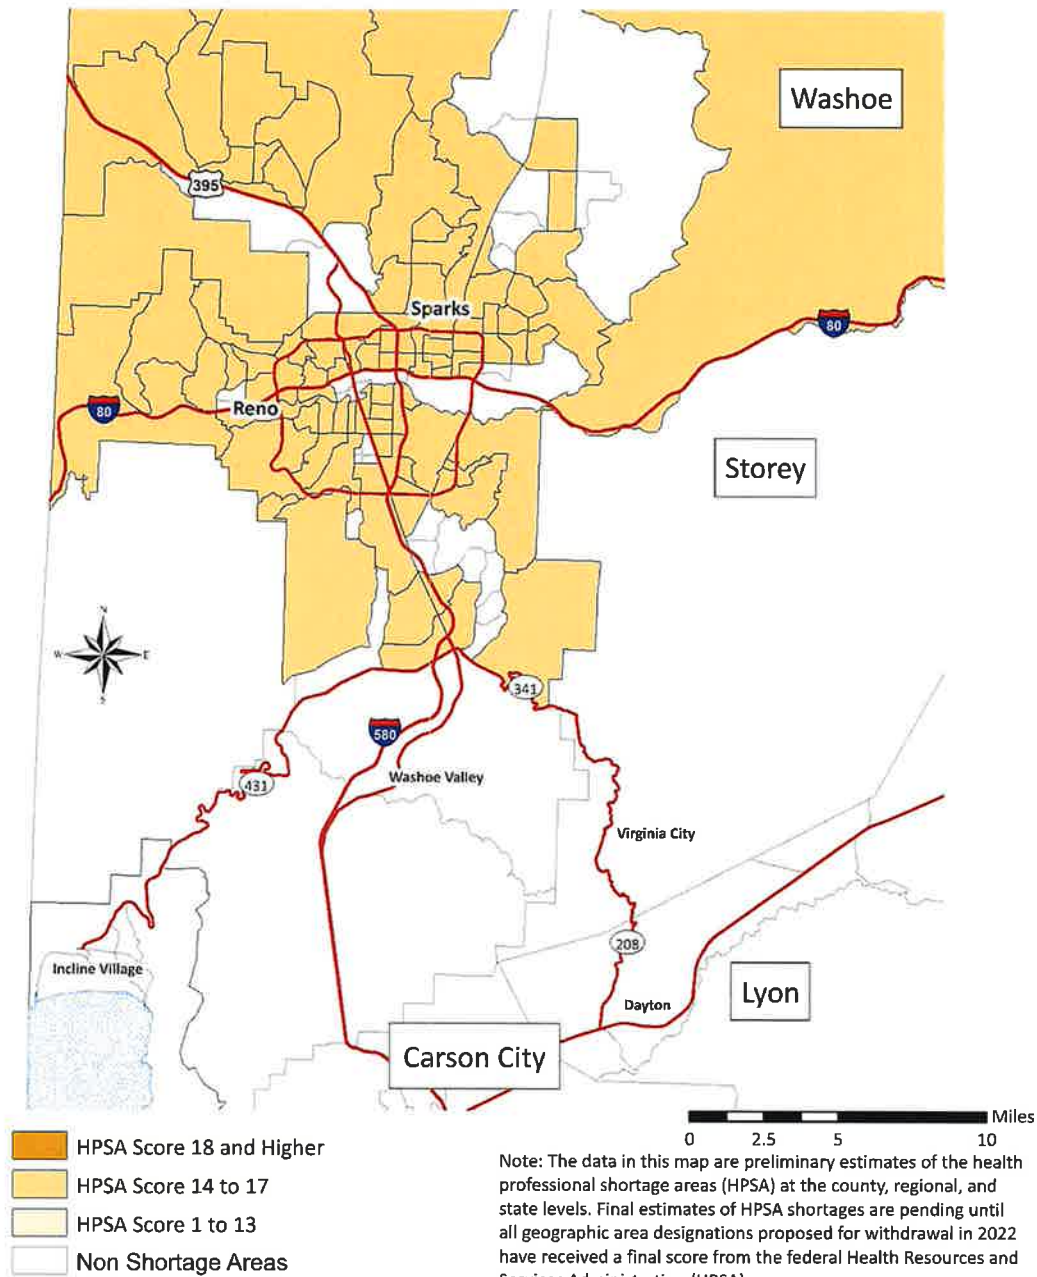 Washoe
395
Sparks
80
80
Reno
Storey
N
W E
S
341
580
Washoe Valley
431
Virginia City
208
Incline Village
Lyon
Dayton
Carson City
Miles
0 2.5 5 10
HPSA Score 18 and Higher
HPSA Score 14 to 17
HPSA Score 1 to 13
Non Shortage Areas
Note: The data in this map are preliminary estimates of the health
professional shortage areas (HPSA) at the county, regional, and
state levels. Final estimates of HPSA shortages are pending until
all geographic area designations proposed for withdrawal in 2022
have received a final score from the federal Health Resources and